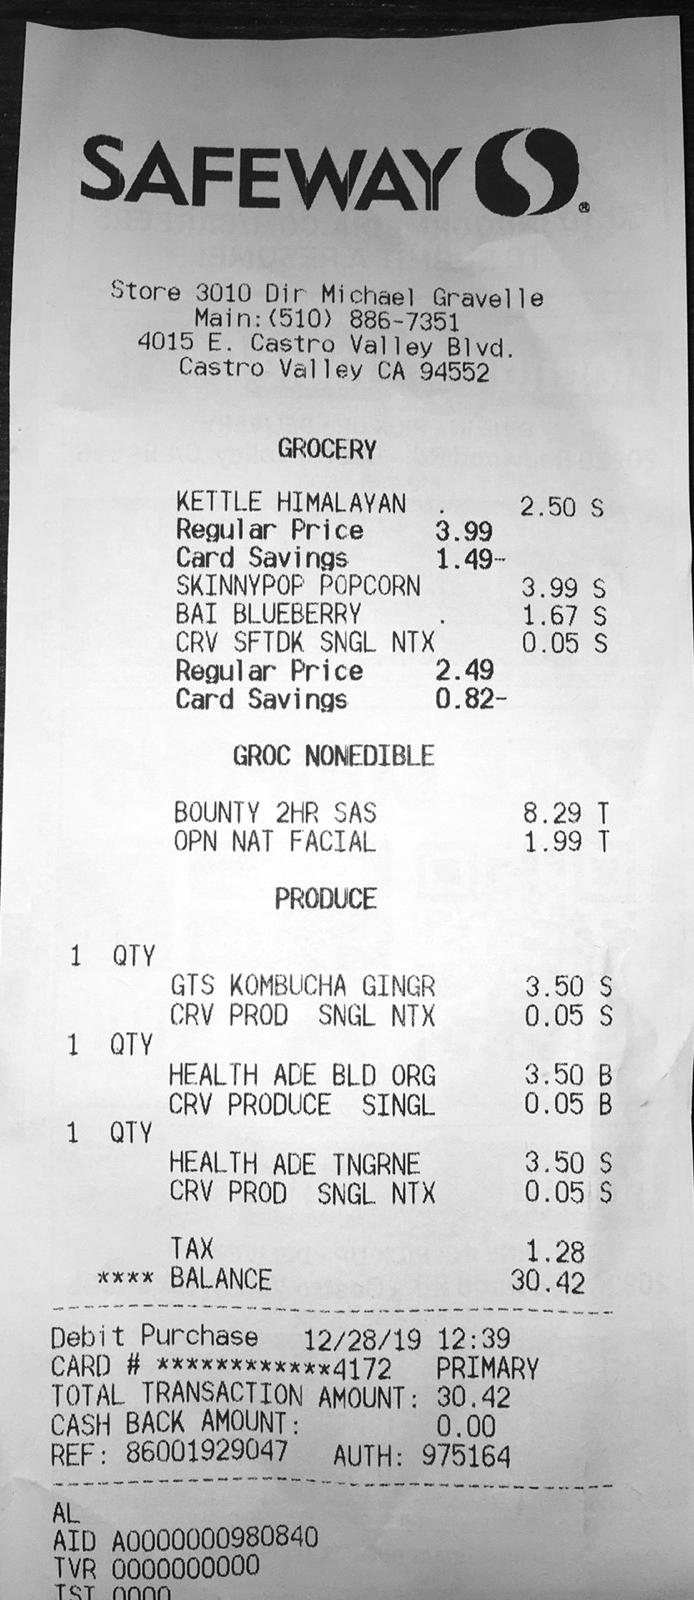 SAFEWAY ®
Store 3010 Dir Michael Gravelle
Main:(510) 886-7351
4015 E. Castro Valley Blvd.
Castro Valley CA 94552
GROCERY
KETTLE HIMALAYAN . 2.50 S
Regular Price 3.99
Card Savings 1.49-
SKINNYPOP POPCORN 3.99 S
BAI BLUEBERRY . 1.67 S
CRV SFTDK SNGL NTX 0.05 S
Regular Price 2.49
Card Savings 0.82-
GROC NONEDIBLE
BOUNTY 2HR SAS 8.29 T
OPN NAT FACIAL 1.99 T
PRODUCE
1 QTY
GTS KOMBUCHA GINGR 3.50 S
CRV PROD SNGL NTX 0.05 S
1 QTY
HEALTH ADE BLD ORG 3.50 B
CRV PRODUCE SINGL 0.05 B
1 QTY
HEALTH ADE TNGRNE 3.50 S
CRV PROD SNGL NTX 0.05 S
TAX 1.28
**** BALANCE 30.42
Debit Purchase 12/28/19 12:39
CARD # ************4172 PRIMARY
TOTAL TRANSACTION AMOUNT: 30.42
CASH BACK AMOUNT: 0.00
REF: 86001929047 AUTH: 975164
AL
AID A0000000980840
TVR 0000000000
TST 0000